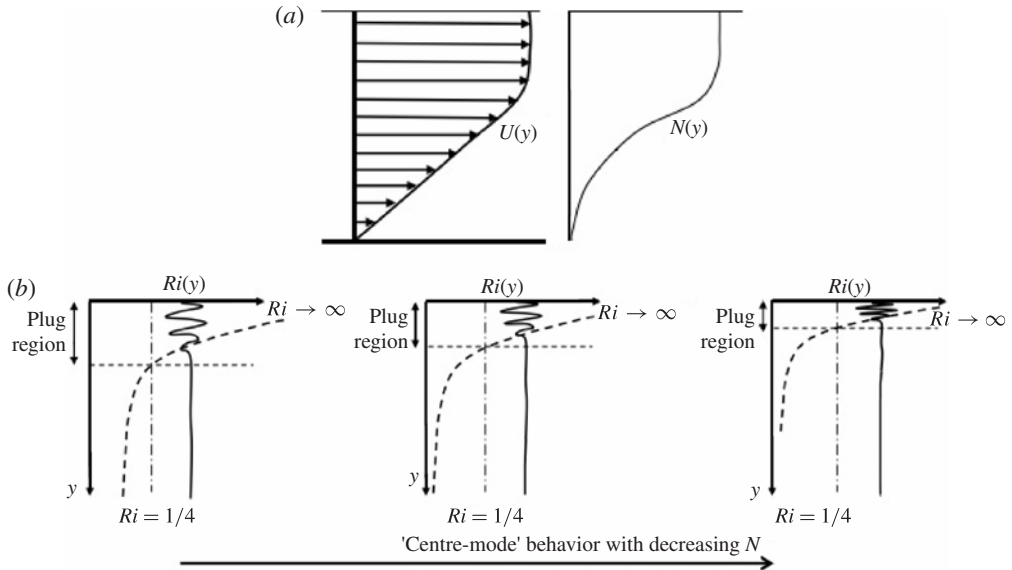 (a)
U(y)
N(y)
(b)
Ri(y)
Ri → ∞
Plug
region
y
Ri = 1/4
Ri(y)
Ri → ∞
Plug
region
y
Ri = 1/4
Ri(y)
Ri → ∞
Plug
region
y
Ri = 1/4
'Centre-mode' behavior with decreasing N